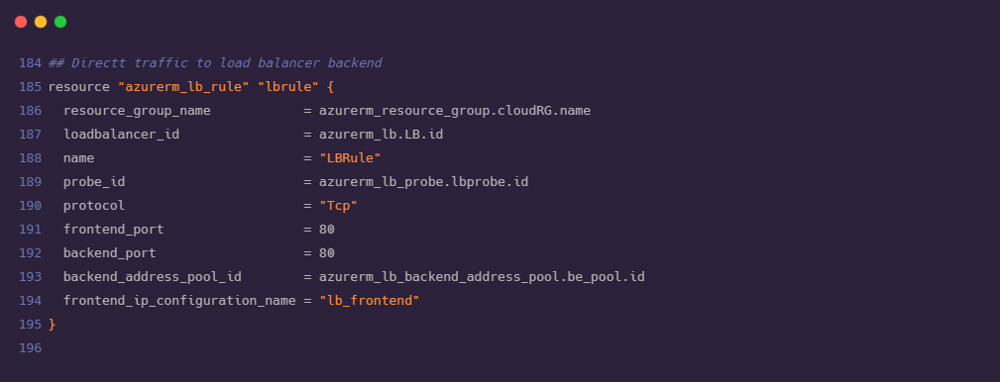 184 ## Directt traffic to load balancer backend
185 resource "azurerm_lb_rule" "lbrule" {
186   resource_group_name            = azurerm_resource_group.cloudRG.name
187   loadbalancer_id                = azurerm_lb.LB.id
188   name                           = "LBRule"
189   probe_id                       = azurerm_lb_probe.lbprobe.id
190   protocol                       = "Tcp"
191   frontend_port                  = 80
192   backend_port                   = 80
193   backend_address_pool_id        = azurerm_lb_backend_address_pool.be_pool.id
194   frontend_ip_configuration_name = "lb_frontend"
195 }
196